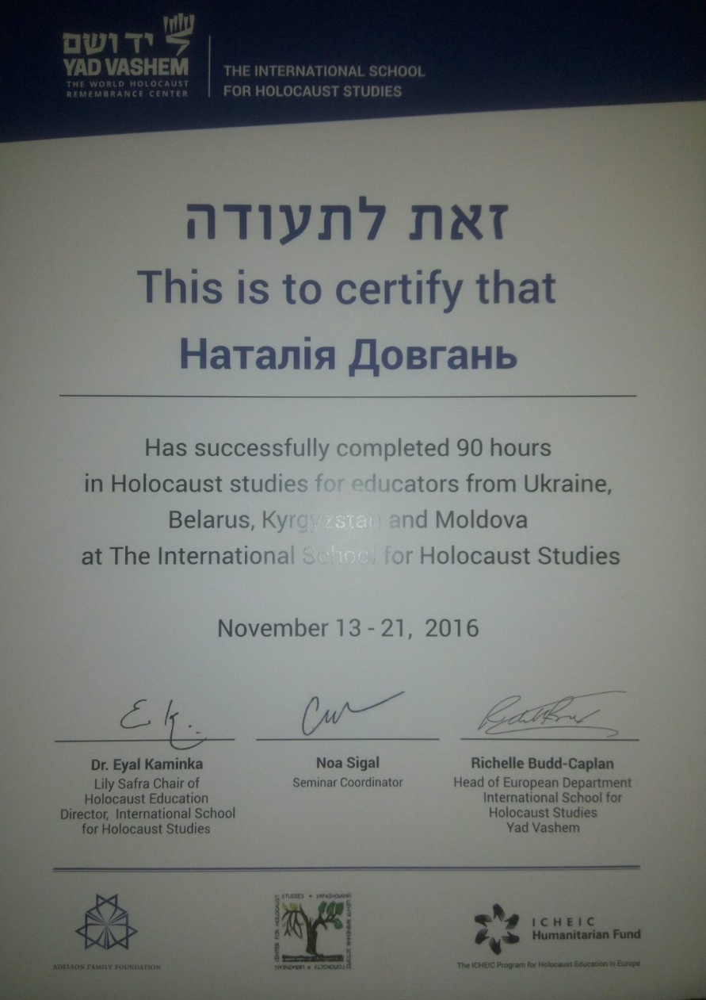 יד ושם
YAD VASHEM
THE WORLD HOLOCAUST
REMEMBRANCE CENTER
THE INTERNATIONAL SCHOOL
FOR HOLOCAUST STUDIES
זאת לתעודה
This is to certify that
Наталія Довгань
Has successfully completed 90 hours
in Holocaust studies for educators from Ukraine,
Belarus, Kyrgyzstan and Moldova
at The International School for Holocaust Studies
November 13 - 21, 2016
Dr. Eyal Kaminka
Lily Safra Chair of
Holocaust Education
Director, International School
for Holocaust Studies
Noa Sigal
Seminar Coordinator
Richelle Budd-Caplan
Head of European Department
International School for
Holocaust Studies
Yad Vashem
ADELSON FAMILY FOUNDATION
CENTER FOR HOLOCAUST
STUDIES
ICHEIC
Humanitarian Fund
The ICHEIC Program for Holocaust Education in Europe